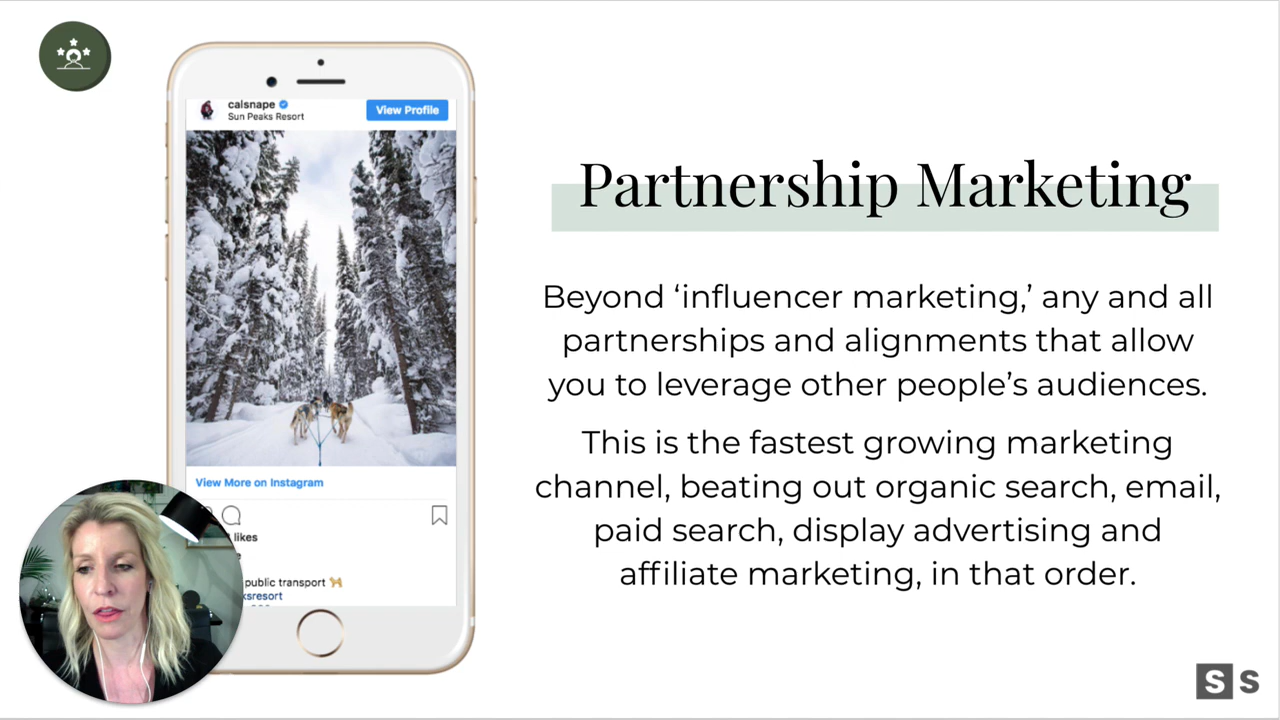 calsnape
View Profile
Sun Peaks Resort
View More on Instagram
likes
public transport
ksresort
Partnership Marketing
Beyond ‘influencer marketing,’ any and all
partnerships and alignments that allow
you to leverage other people’s audiences.
This is the fastest growing marketing
channel, beating out organic search, email,
paid search, display advertising and
affiliate marketing, in that order.
S S